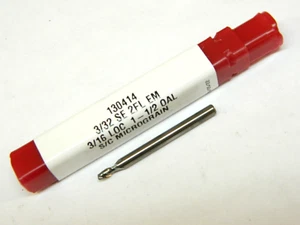 130414
3/32 SE 2FL EM
3/16 LOC 1-1/2 OAL
S/C MICROGRAIN